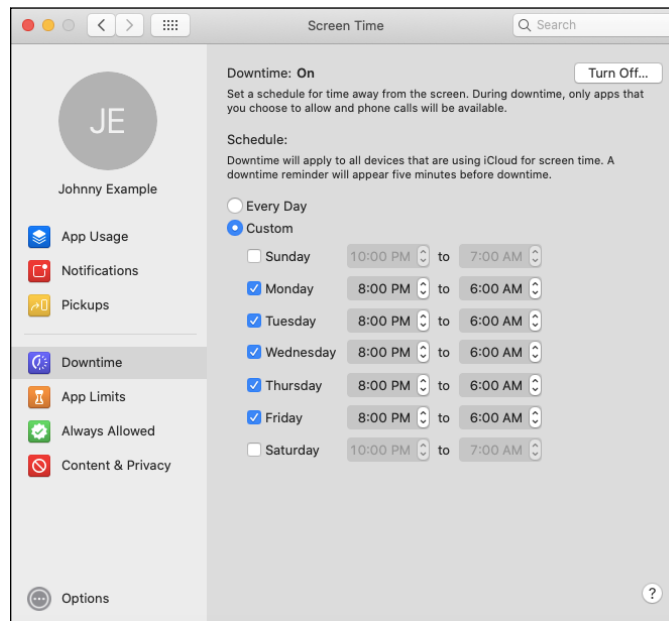 Screen Time
Search
JE
Johnny Example
App Usage
Notifications
Pickups
Downtime
App Limits
Always Allowed
Content & Privacy
Options
Downtime: On
Turn Off...
Set a schedule for time away from the screen. During downtime, only apps that
you choose to allow and phone calls will be available.
Schedule:
Downtime will apply to all devices that are using iCloud for screen time. A
downtime reminder will appear five minutes before downtime.
Every Day
Custom
Sunday 10:00 PM to 7:00 AM
Monday 8:00 PM to 6:00 AM
Tuesday 8:00 PM to 6:00 AM
Wednesday 8:00 PM to 6:00 AM
Thursday 8:00 PM to 6:00 AM
Friday 8:00 PM to 6:00 AM
Saturday 10:00 PM to 7:00 AM
?